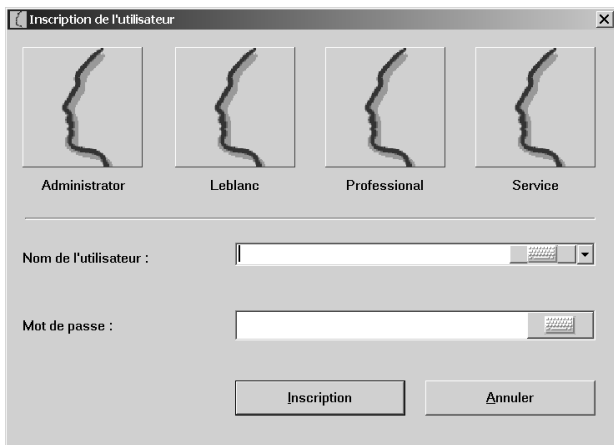 Inscription de l'utilisateur
Administrator
Leblanc
Professional
Service
Nom de l'utilisateur :
Mot de passe :
Inscription
Annuler